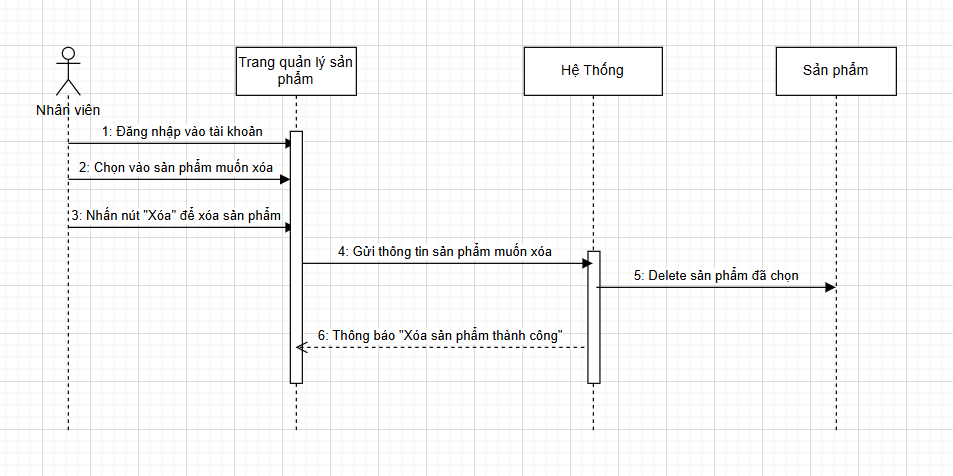 Trang quản lý sản
phẩm
Hệ Thống
Sản phẩm
Nhân viên
1: Đăng nhập vào tài khoản
2: Chọn vào sản phẩm muốn xóa
3: Nhấn nút "Xóa" để xóa sản phẩm
4: Gửi thông tin sản phẩm muốn xóa
5: Delete sản phẩm đã chọn
6: Thông báo "Xóa sản phẩm thành công"